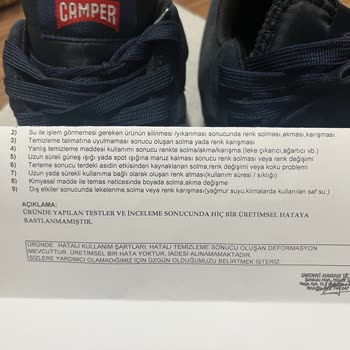 CAMPER
2) Su ile işlem görmemesi gereken ürünün silinmesi /yıkanması sonucunda renk solması,akması,karışması.
3) Temizleme talimatına uyulmaması sonucu oluşan solma yada renk karışması
4) Yanlış temizleme maddesi kullanımı sonucu renkte solma/akma/karışma (leke çıkarıcı,ağartıcı vb.)
5) Uzun süreli güneş ışığı yada spot ışığına maruz kalması sonucu renk solması veya renk değişimi
6) Terleme sonucu terdeki asidin etkisinden kaynaklanan solma,renk değişimi veya koku problemi
7) Uzun yada sürekli kullanıma bağlı olarak oluşan renk atması(kullanım süresi / sıklığı)
8) Kimyasal madde ile temas neticesinde boyada solma,akma değişme
9) Dış etkiler sonucunda lekelenme,solma veya renk karışması(yağmur suyu,klimalarda kullanılan saf su.)
AÇIKLAMA:
ÜRÜNDE YAPILAN TESTLER VE İNCELEME SONUCUNDA HİÇ BİR ÜRETİMSEL HATAYA
RASTLANMAMIŞTIR.
ÜRÜNDE HATALI KULLANIM ŞARTLARI, HATALI TEMİZLEME SONUCU OLUŞAN DEFORMASYON
MEVCUTTUR. ÜRETİMSEL BİR HATA YOKTUR, İADESİ ALINAMAMAKTADIR.
SİZLERE YARDIMCI OLAMADIĞIMIZ İÇİN ÜZGÜN OLDUĞUMUZU BELİRTMEK İSTERİZ.